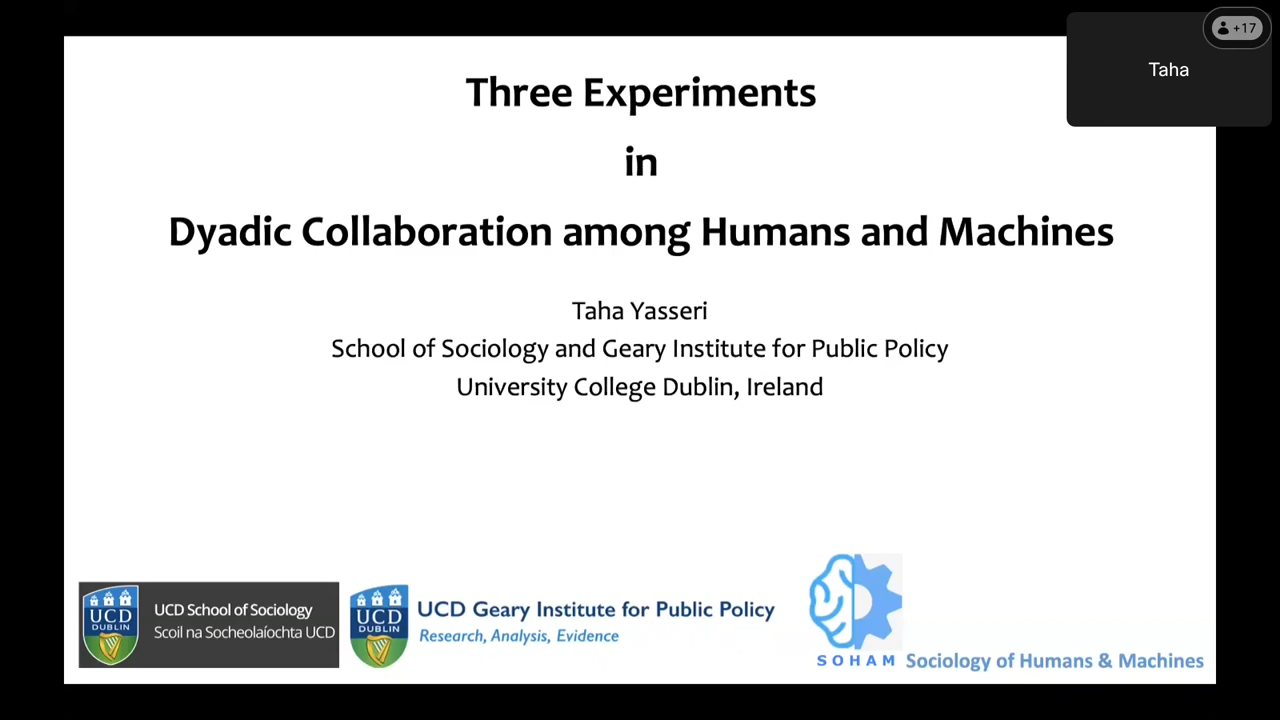 +17
Taha
Three Experiments
in
Dyadic Collaboration among Humans and Machines
Taha Yasseri
School of Sociology and Geary Institute for Public Policy
University College Dublin, Ireland
UCD
DUBLIN
UCD School of Sociology
Scoil na Socheolaíochta UCD
UCD
DUBLIN
UCD Geary Institute for Public Policy
Research, Analysis, Evidence
SOHAM
Sociology of Humans & Machines